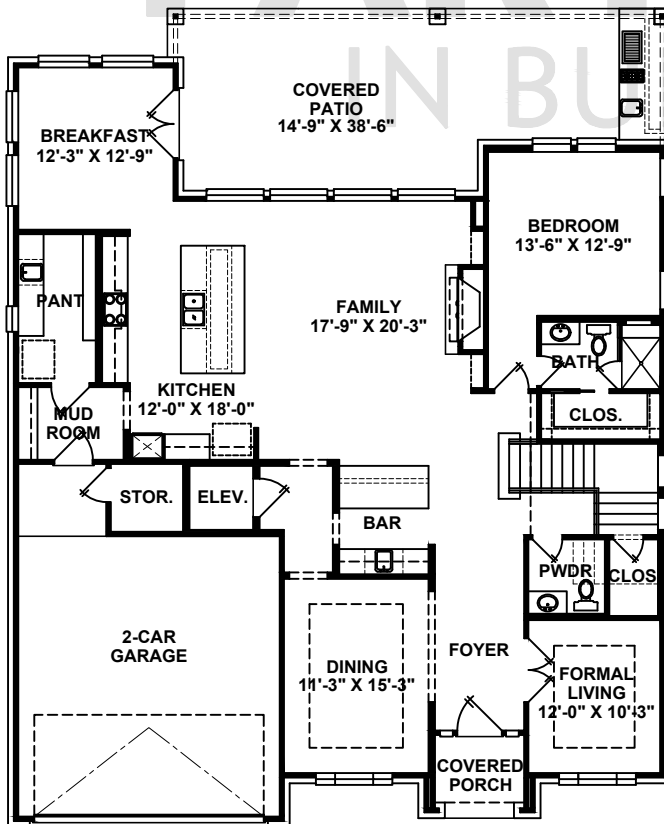 IN BU
COVERED
PATIO
14'-9" X 38'-6"
BREAKFAST
12'-3" X 12'-9"
BEDROOM
13'-6" X 12'-9"
PANT
FAMILY
17'-9" X 20'-3"
BATH
KITCHEN
12'-0" X 18'-0"
MUD
ROOM
CLOS.
STOR.
ELEV.
BAR
PWDR
CLOS
2-CAR
GARAGE
DINING
11'-3" X 15'-3"
FOYER
FORMAL
LIVING
12'-0" X 10'-3"
COVERED
PORCH